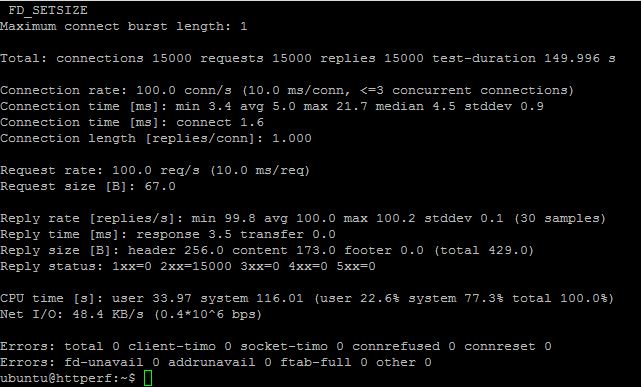 FD_SETSIZE
Maximum connect burst length: 1
Total: connections 15000 requests 15000 replies 15000 test-duration 149.996 s
Connection rate: 100.0 conn/s (10.0 ms/conn, <=3 concurrent connections)
Connection time [ms]: min 3.4 avg 5.0 max 21.7 median 4.5 stddev 0.9
Connection time [ms]: connect 1.6
Connection length [replies/conn]: 1.000
Request rate: 100.0 req/s (10.0 ms/req)
Request size [B]: 67.0
Reply rate [replies/s]: min 99.8 avg 100.0 max 100.2 stddev 0.1 (30 samples)
Reply time [ms]: response 3.5 transfer 0.0
Reply size [B]: header 256.0 content 173.0 footer 0.0 (total 429.0)
Reply status: 1xx=0 2xx=15000 3xx=0 4xx=0 5xx=0
CPU time [s]: user 33.97 system 116.01 (user 22.6% system 77.3% total 100.0%)
Net I/O: 48.4 KB/s (0.4*10^6 bps)
Errors: total 0 client-timo 0 socket-timo 0 connrefused 0 connreset 0
Errors: fd-unavail 0 addrunavail 0 ftab-full 0 other 0
ubuntu@httperf:~$